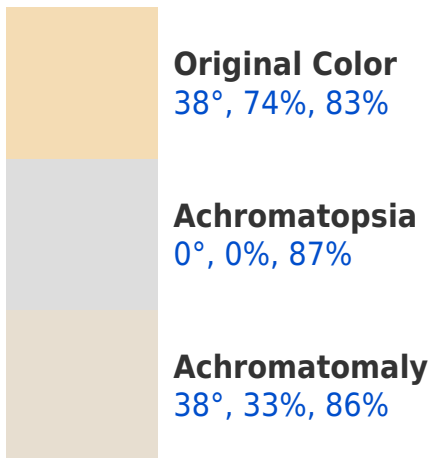 Original Color
38°, 74%, 83%
Achromatopsia
0°, 0%, 87%
Achromatomaly
38°, 33%, 86%